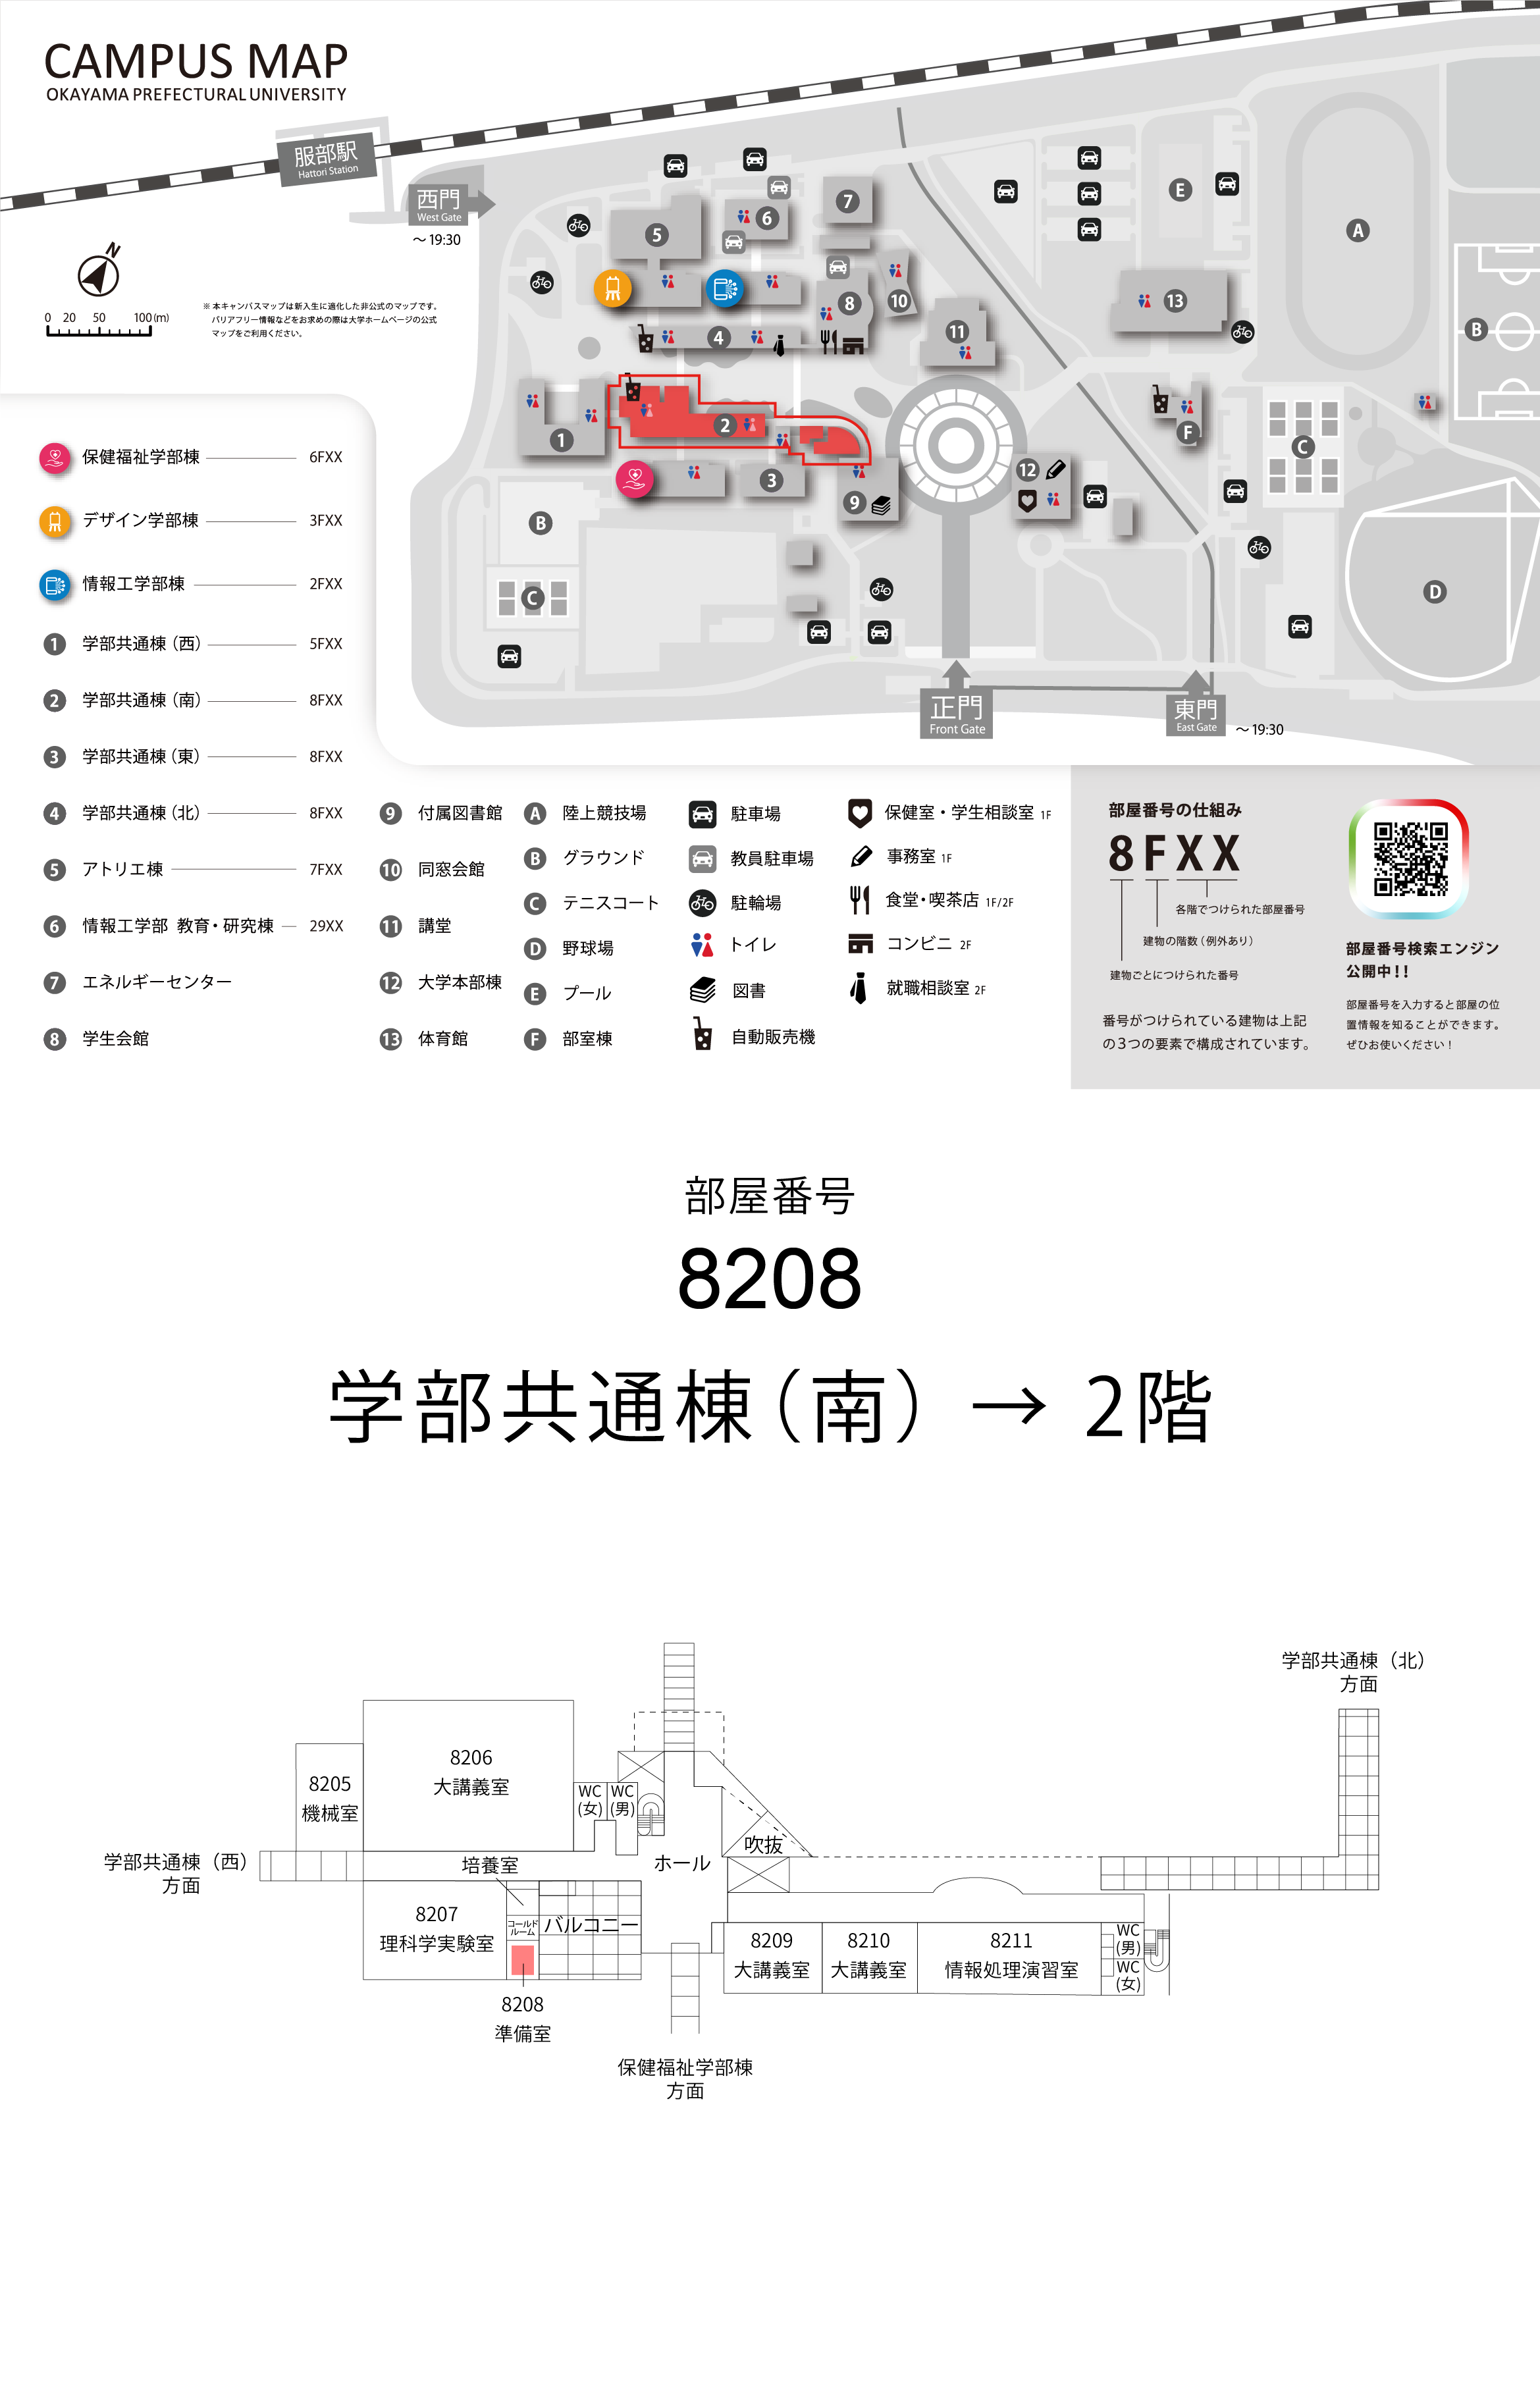 CAMPUS MAP
OKAYAMA PREFECTURAL UNIVERSITY
服部駅
Hattori Station
西門
West Gate
～19:30
N
0 20 50 100(m)
※ 本キャンパスマップは新入生に適化した非公式のマップです。
バリアフリー情報などをお求めの際は大学ホームページの公式
マップをご利用ください。
5
6
7
8
10
4
11
13
E
A
B
1
2
3
9
12
F
C
B
C
D
正門
Front Gate
東門
East Gate
～19:30
保健福祉学部棟 6FXX
デザイン学部棟 3FXX
情報工学部棟 2FXX
1 学部共通棟（西） 5FXX
2 学部共通棟（南） 8FXX
3 学部共通棟（東） 8FXX
4 学部共通棟（北） 8FXX
5 アトリエ棟 7FXX
6 情報工学部 教育・研究棟 29XX
7 エネルギーセンター
8 学生会館
9 付属図書館
10 同窓会館
11 講堂
12 大学本部棟
13 体育館
A 陸上競技場
B グラウンド
C テニスコート
D 野球場
E プール
F 部室棟
駐車場
教員駐車場
駐輪場
トイレ
図書
自動販売機
保健室・学生相談室 1F
事務室 1F
食堂・喫茶店 1F/2F
コンビニ 2F
就職相談室 2F
部屋番号の仕組み
8 F X X
各階でつけられた部屋番号
建物の階数（例外あり）
建物ごとにつけられた番号
番号がつけられている建物は上記
の3つの要素で構成されています。
部屋番号検索エンジン
公開中！！
部屋番号を入力すると部屋の位
置情報を知ることができます。
ぜひお使いください！
部屋番号
8208
学部共通棟（南）→ 2階
学部共通棟（北）
方面
8206
大講義室
8205
機械室
WC
(女)
WC
(男)
吹抜
学部共通棟（西）
方面
培養室
ホール
8207
理科学実験室
コールド
ルーム
バルコニー
8209
大講義室
8210
大講義室
8211
情報処理演習室
WC
(男)
WC
(女)
8208
準備室
保健福祉学部棟
方面